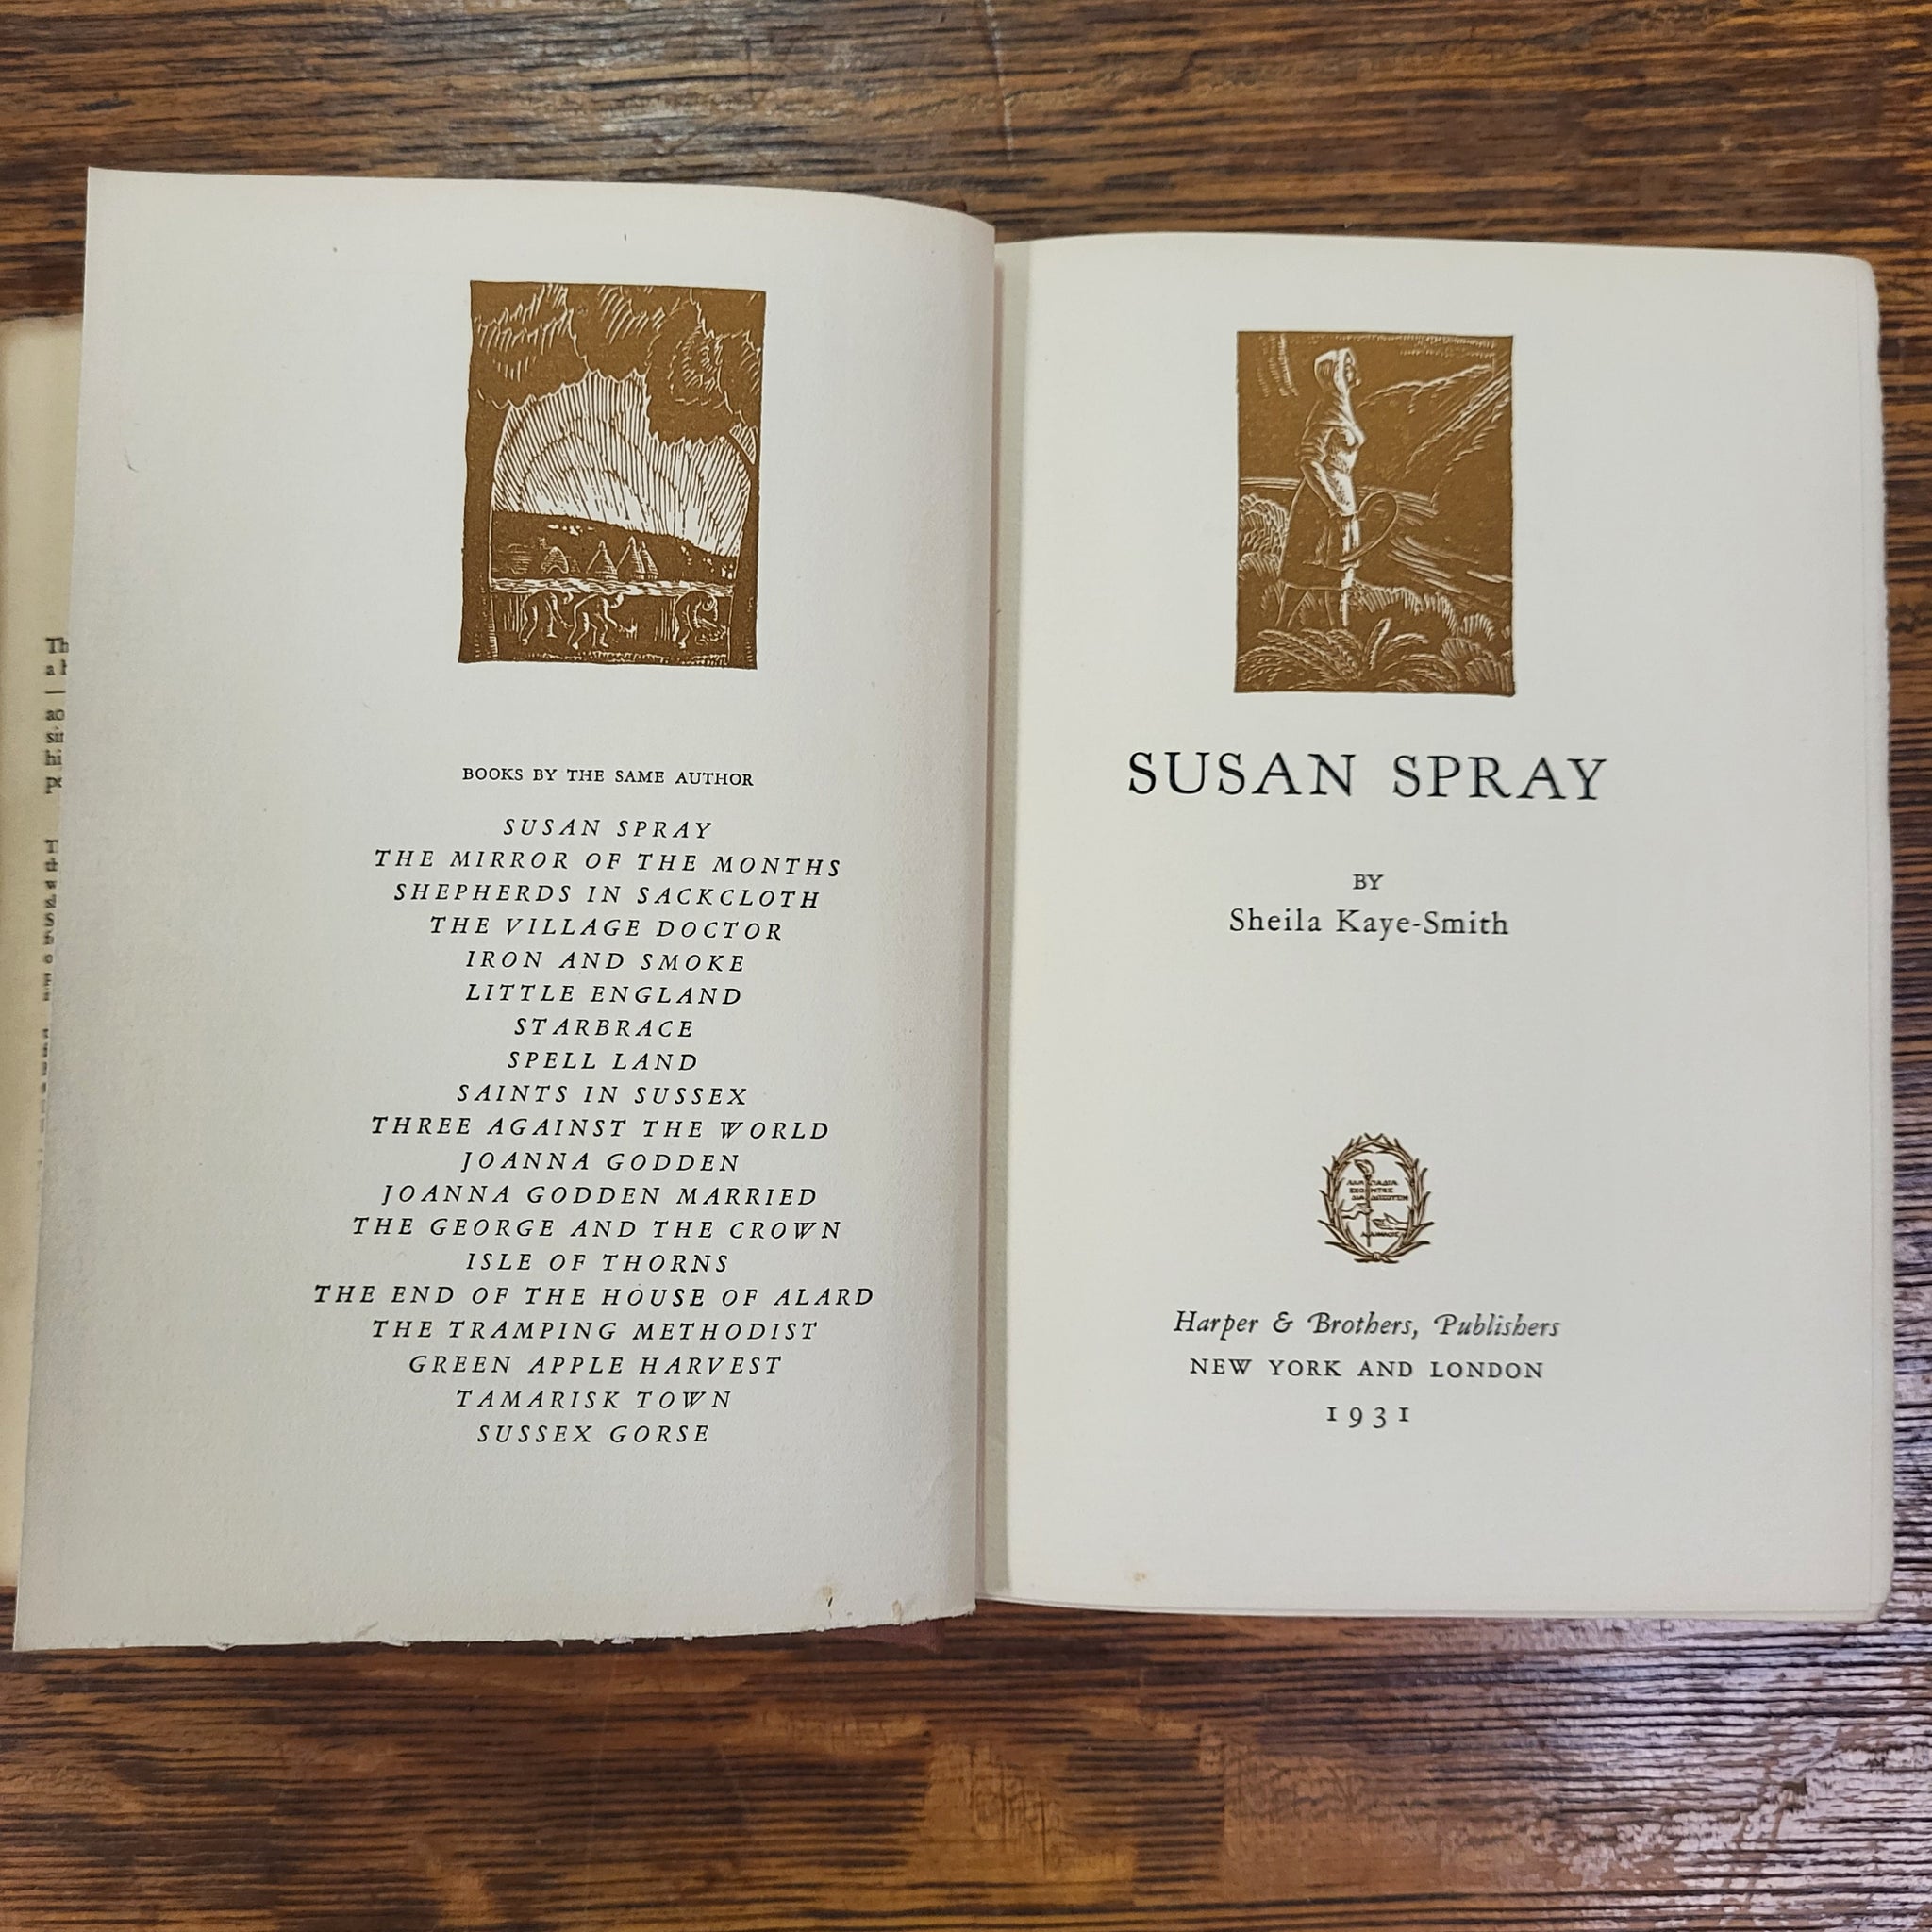 BOOKS BY THE SAME AUTHOR
SUSAN SPRAY
THE MIRROR OF THE MONTHS
SHEPHERDS IN SACKCLOTH
THE VILLAGE DOCTOR
IRON AND SMOKE
LITTLE ENGLAND
STARBRACE
SPELL LAND
SAINTS IN SUSSEX
THREE AGAINST THE WORLD
JOANNA GODDEN
JOANNA GODDEN MARRIED
THE GEORGE AND THE CROWN
ISLE OF THORNS
THE END OF THE HOUSE OF ALARD
THE TRAMPING METHODIST
GREEN APPLE HARVEST
TAMARISK TOWN
SUSSEX GORSE
SUSAN SPRAY
BY
Sheila Kaye-Smith
Harper & Brothers, Publishers
NEW YORK AND LONDON
1931